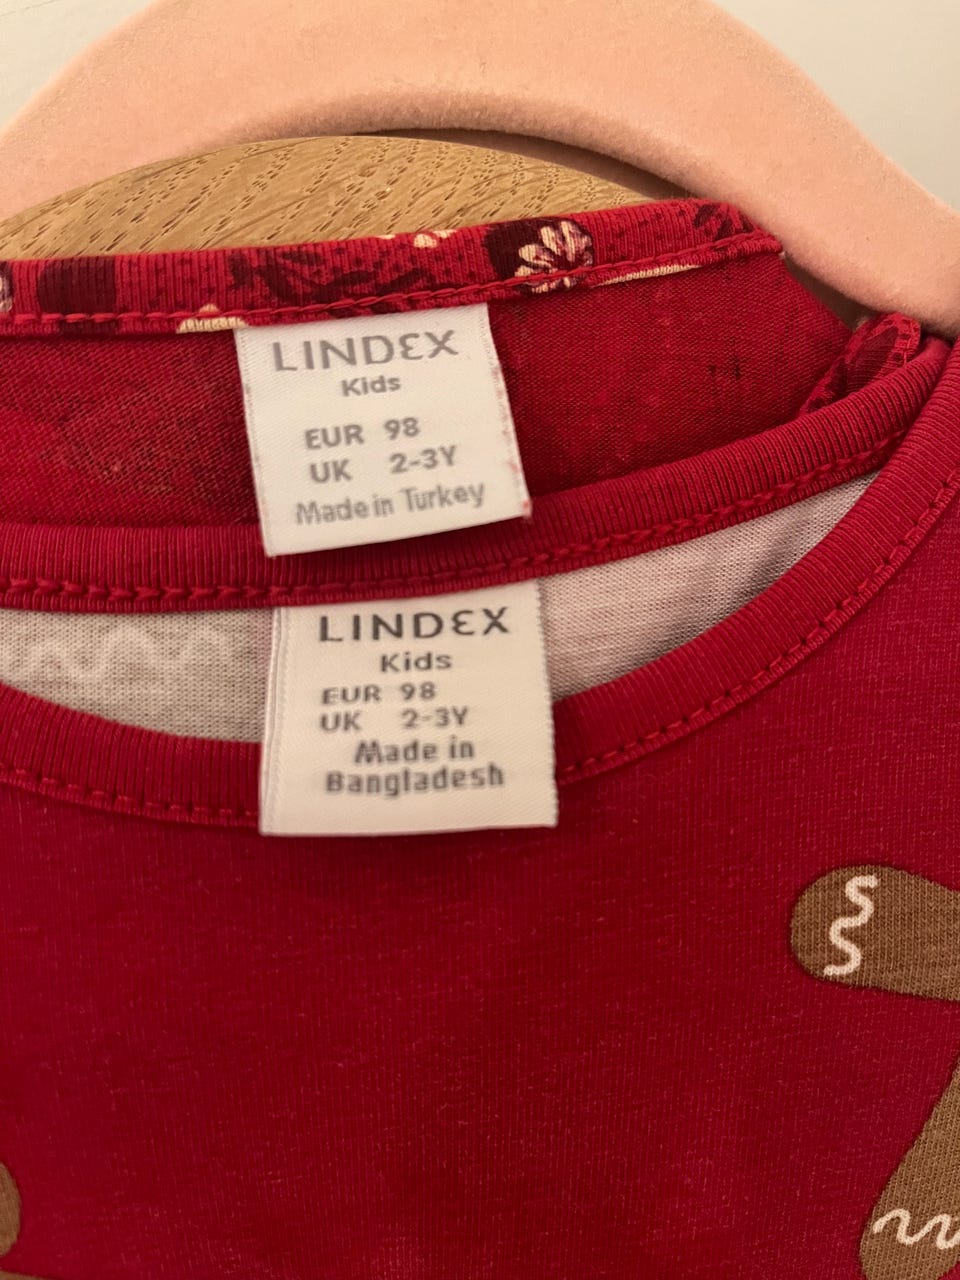 LINDEX
Kids
EUR 98
UK 2-3Y
Made in Turkey
LINDEX
Kids
EUR 98
UK 2-3Y
Made in
Bangladesh